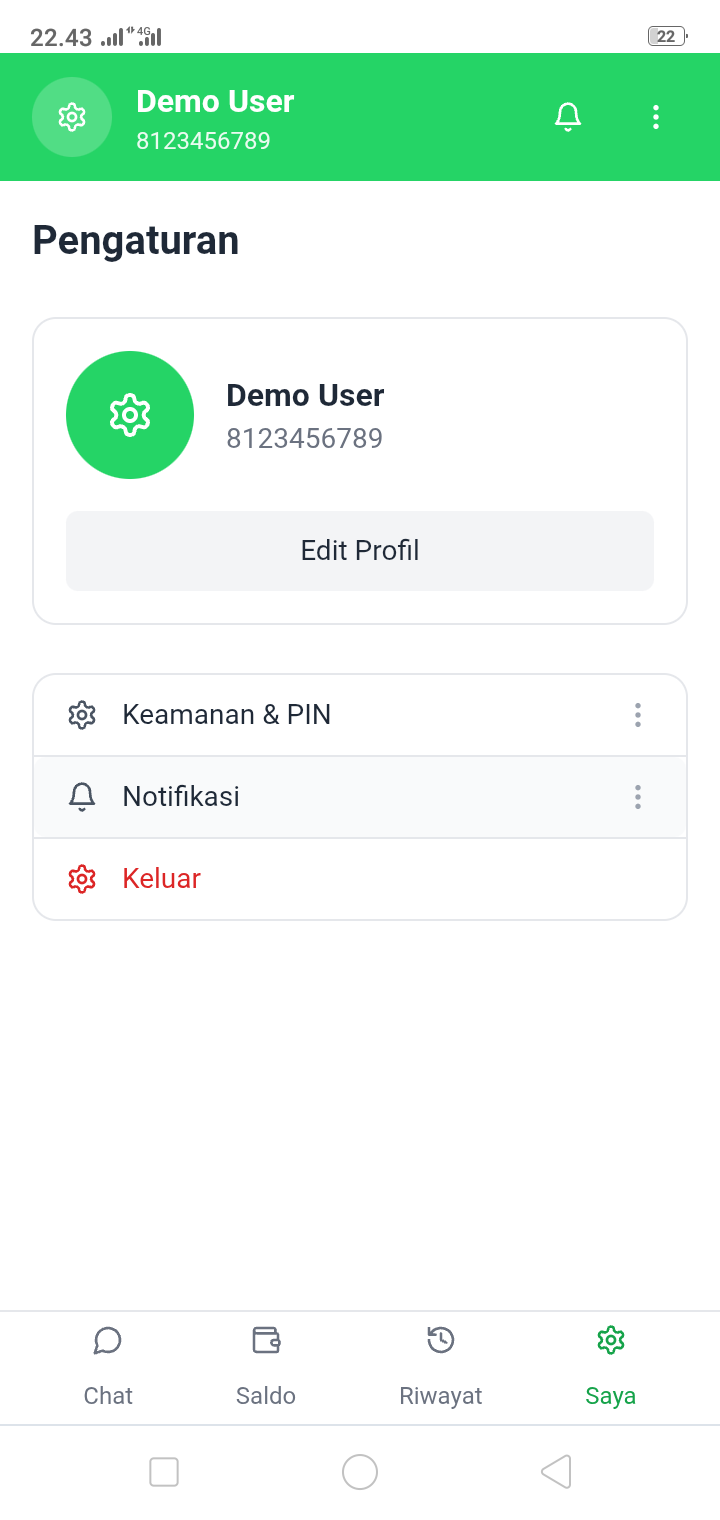 22.43 4G 22
Demo User
8123456789
Pengaturan
Demo User
8123456789
Edit Profil
Keamanan & PIN
Notifikasi
Keluar
Chat Saldo Riwayat Saya